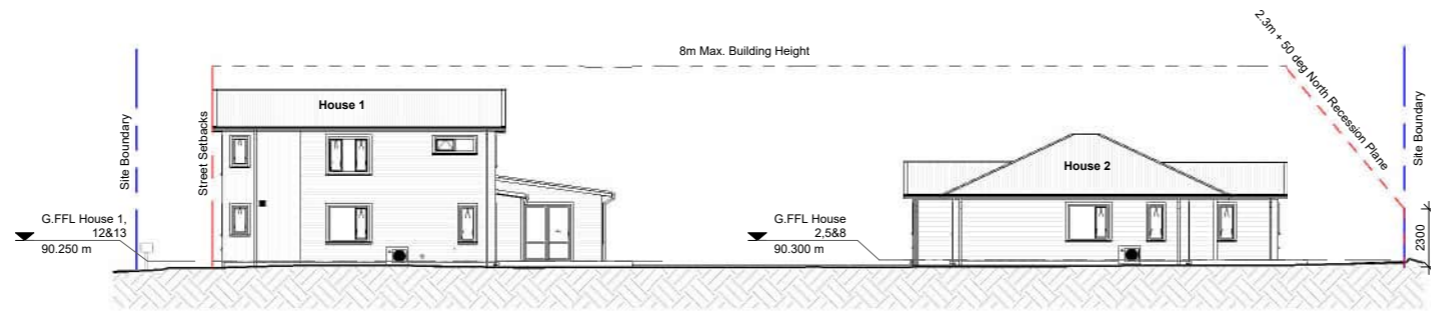 8m Max. Building Height
2.3m + 50 deg North Recession Plane
Site Boundary
Street Setbacks
House 1
House 2
Site Boundary
G.FFL House 1,
12&13
90.250 m
G.FFL House
2,5&8
90.300 m
2300